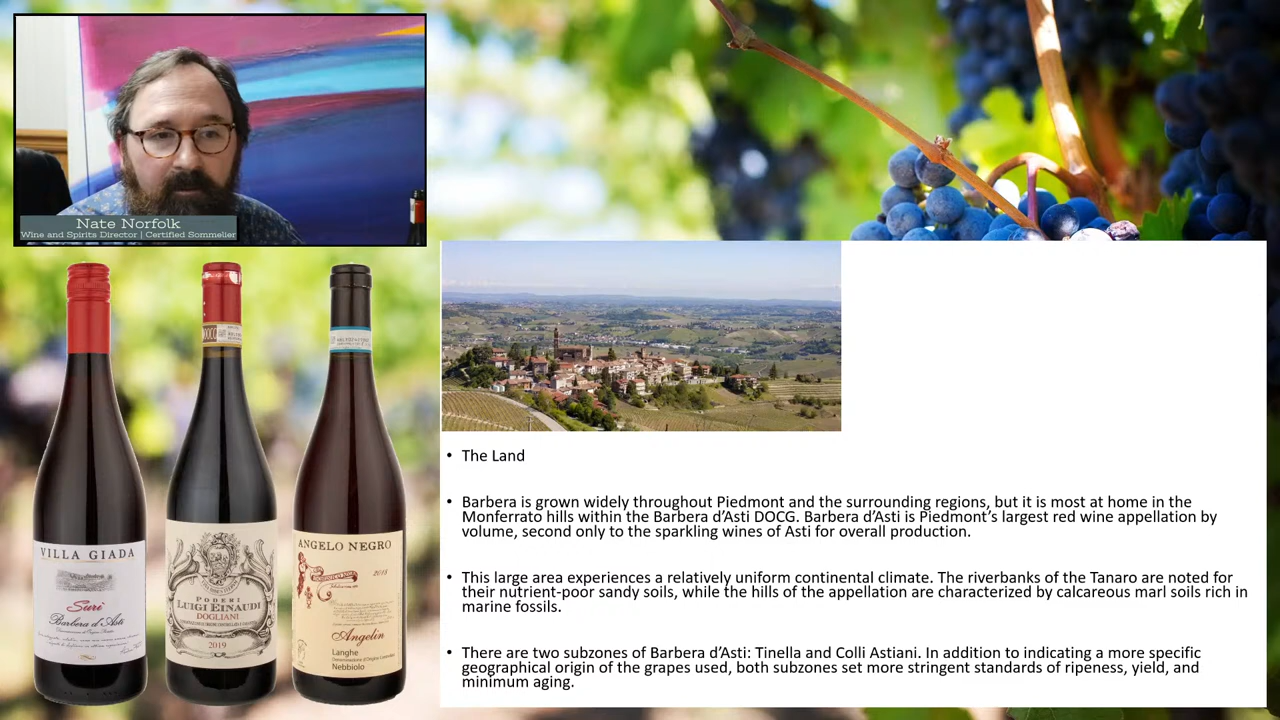 Nate Norfolk
Wine and Spirits Director | Certified Sommelier
VILLA GIADA
Surì
Barbera d'Asti
PODERI
LUIGI EINAUDI
DOGLIANI
2019
ANGELO NEGRO
2018
Angelin
Langhe
Nebbiolo
• The Land
• Barbera is grown widely throughout Piedmont and the surrounding regions, but it is most at home in the
Monferrato hills within the Barbera d’Asti DOCG. Barbera d’Asti is Piedmont’s largest red wine appellation by
volume, second only to the sparkling wines of Asti for overall production.
• This large area experiences a relatively uniform continental climate. The riverbanks of the Tanaro are noted for
their nutrient-poor sandy soils, while the hills of the appellation are characterized by calcareous marl soils rich in
marine fossils.
• There are two subzones of Barbera d’Asti: Tinella and Colli Astiani. In addition to indicating a more specific
geographical origin of the grapes used, both subzones set more stringent standards of ripeness, yield, and
minimum aging.